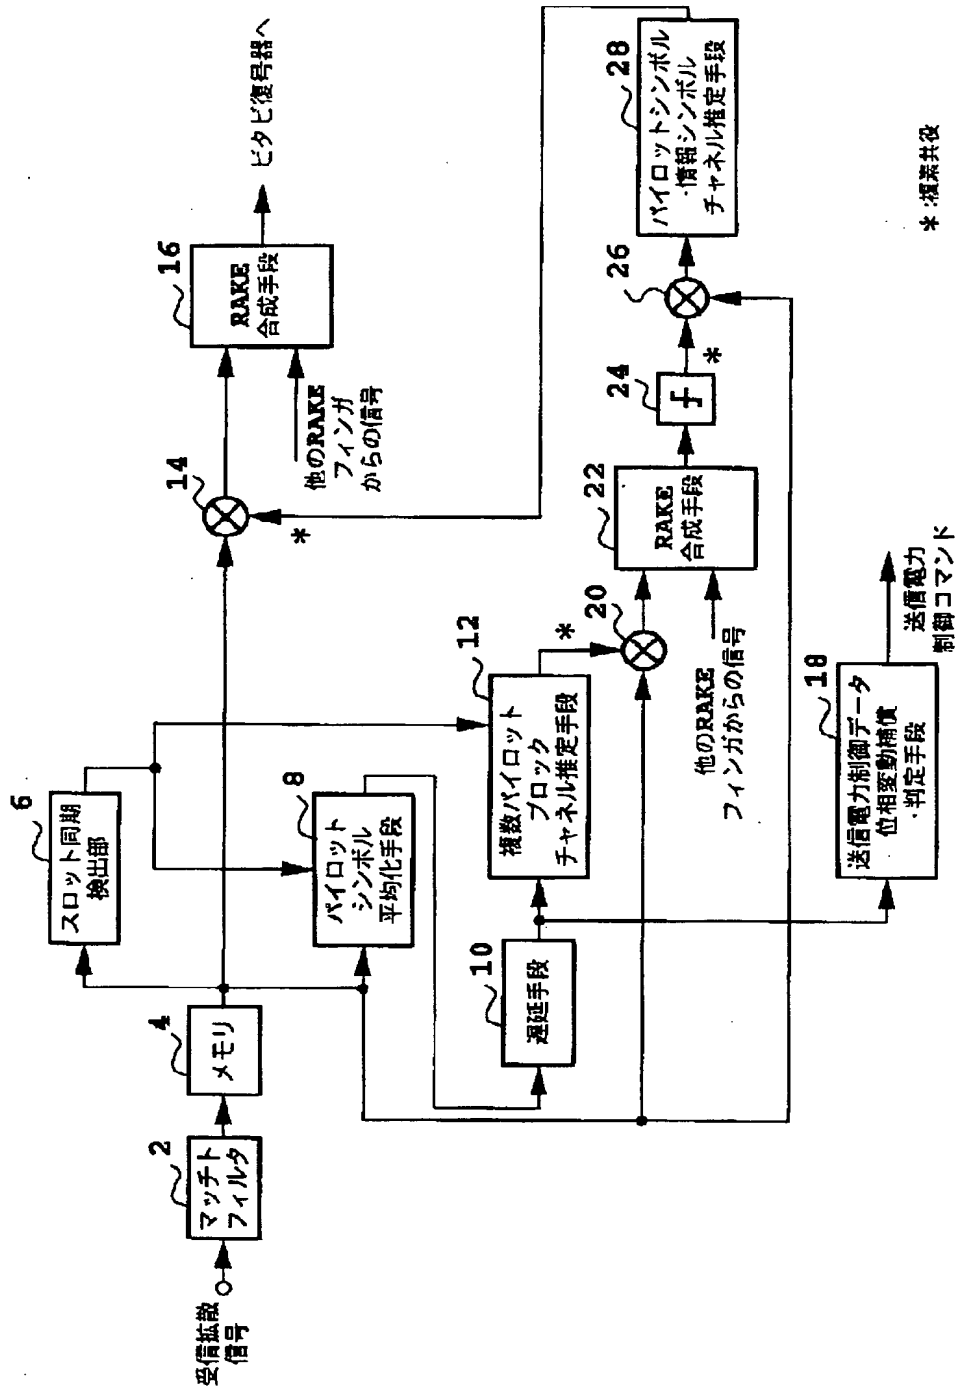 受信拡散
信号
2
マッチト
フィルタ
4
メモリ
6
スロット同期
検出部
8
パイロット
シンボル
平均化手段
10
遅延手段
12
複数パイロット
ブロック
チャネル推定手段
*
14
*
他のRAKE
フィンガ
からの信号
16
RAKE
合成手段
ビタビ復号器へ
18
送信電力制御データ
位相変動補償
・判定手段
送信電力
制御コマンド
20
他のRAKE
フィンガからの信号
22
RAKE
合成手段
24
*
26
28
パイロットシンボル
・情報シンボル
チャネル推定手段
*:複素共役